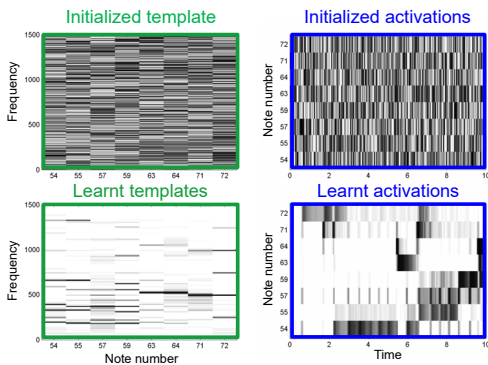 Initialized template
Initialized activations
Frequency
1500
1000
500
0
54 55 57 59 63 64 71 72
Note number
72
71
64
63
59
57
55
54
0 2 4 6 8 10
Learnt templates
Learnt activations
Frequency
1500
1000
500
0
54 55 57 59 63 64 71 72
Note number
Note number
72
71
64
63
59
57
55
54
0 2 4 6 8 10
Time